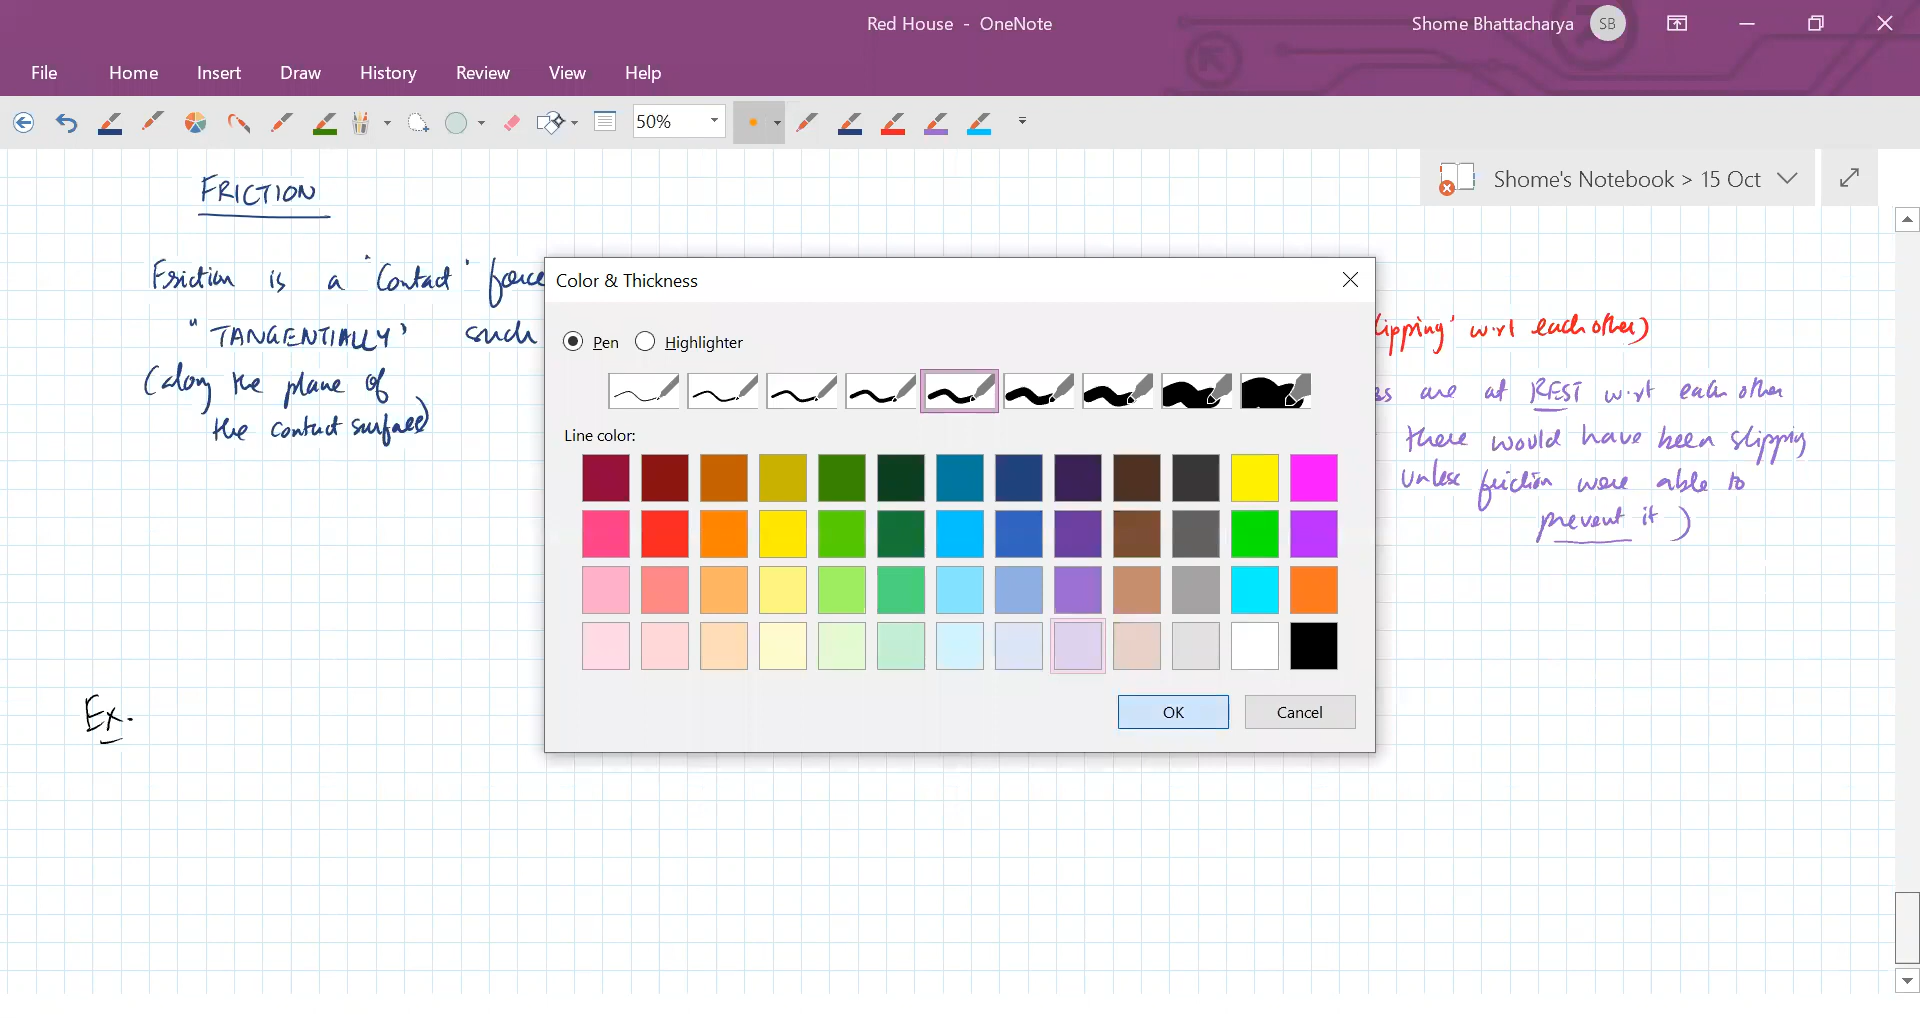 Red House - OneNote
Shome Bhattacharya SB
File Home Insert Draw History Review View Help
50%
Shome's Notebook > 15 Oct
FRICTION
Friction is a 'Contact' force
"TANGENTIALLY' such
(along the plane of
the contact surface)
Color & Thickness
Pen Highlighter
Line color:
OK Cancel
lipping' w.r.t each other)
are at REST w.r.t each other
there would have been slipping
unless friction were able to
prevent it)
Ex.